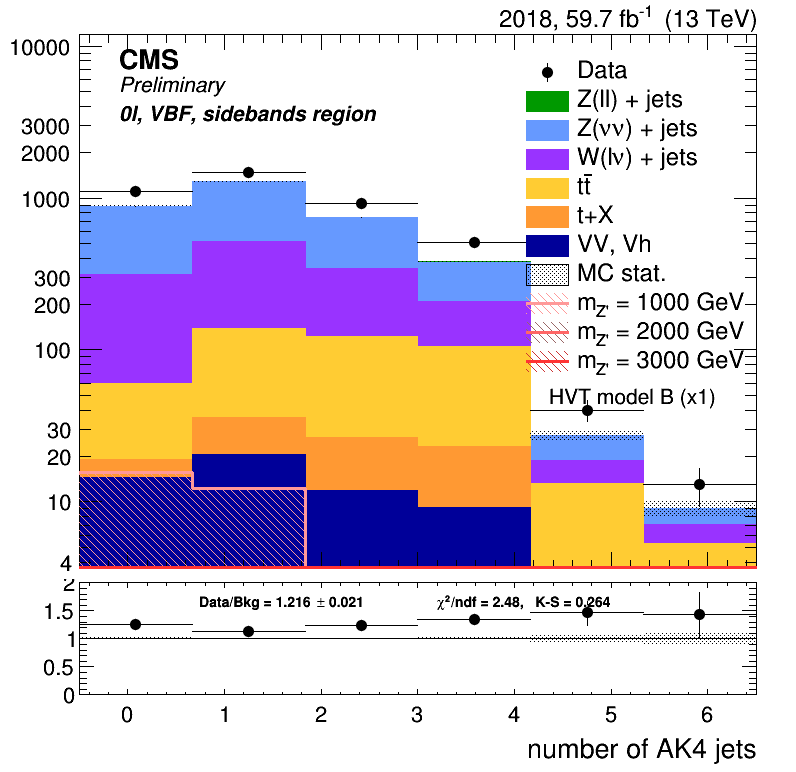 2018, 59.7 fb⁻¹ (13 TeV)
CMS
Preliminary
0l, VBF, sidebands region
Data
Z(ll) + jets
Z(νν) + jets
W(lν) + jets
tt̄
t+X
VV, Vh
MC stat.
m_Z' = 1000 GeV
m_Z' = 2000 GeV
m_Z' = 3000 GeV
HVT model B (x1)
10000
3000
2000
1000
300
200
100
30
20
10
4
Data/Bkg = 1.216 ± 0.021
χ²/ndf = 2.48, K-S = 0.264
2
1.5
1
0.5
0
0 1 2 3 4 5 6
number of AK4 jets